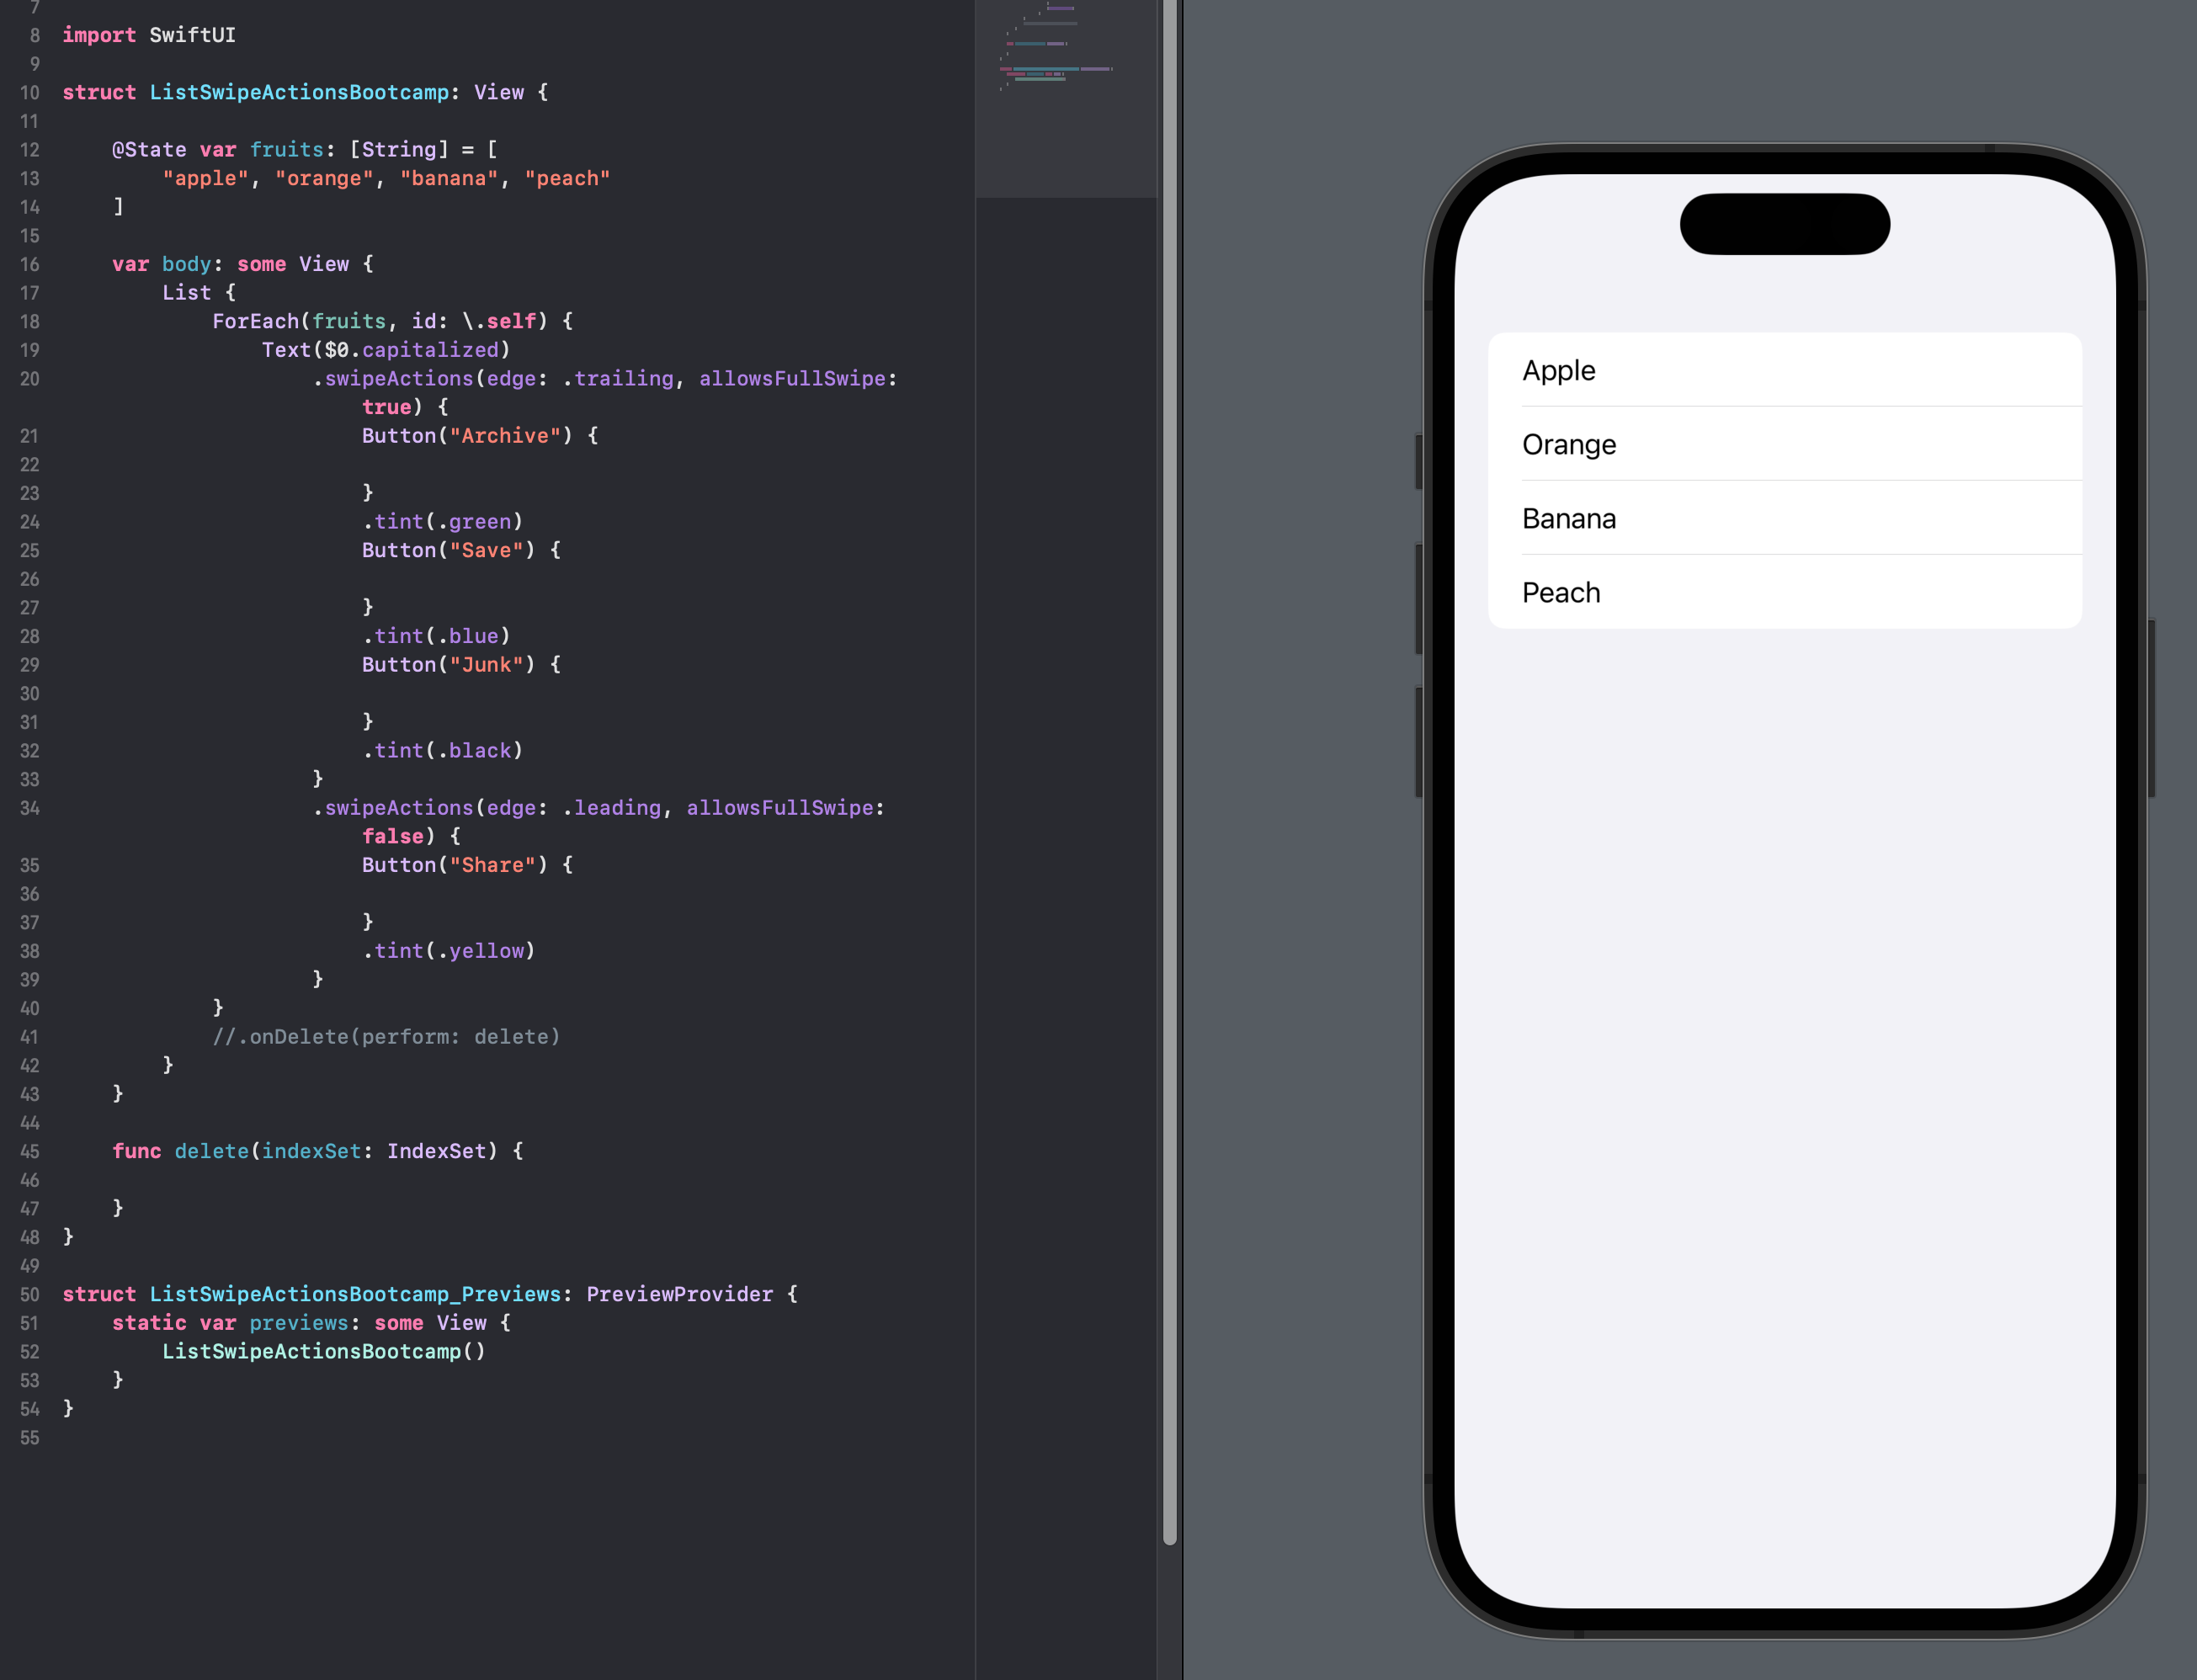 7
8 import SwiftUI
9
10 struct ListSwipeActionsBootcamp: View {
11
12     @State var fruits: [String] = [
13         "apple", "orange", "banana", "peach"
14     ]
15
16     var body: some View {
17         List {
18             ForEach(fruits, id: \.self) {
19                 Text($0.capitalized)
20                     .swipeActions(edge: .trailing, allowsFullSwipe:
                        true) {
21                         Button("Archive") {
22
23                         }
24                         .tint(.green)
25                         Button("Save") {
26
27                         }
28                         .tint(.blue)
29                         Button("Junk") {
30
31                         }
32                         .tint(.black)
33                     }
34                     .swipeActions(edge: .leading, allowsFullSwipe:
                        false) {
35                         Button("Share") {
36
37                         }
38                         .tint(.yellow)
39                     }
40             }
41             //.onDelete(perform: delete)
42         }
43     }
44
45     func delete(indexSet: IndexSet) {
46
47     }
48 }
49
50 struct ListSwipeActionsBootcamp_Previews: PreviewProvider {
51     static var previews: some View {
52         ListSwipeActionsBootcamp()
53     }
54 }
55
Apple
Orange
Banana
Peach